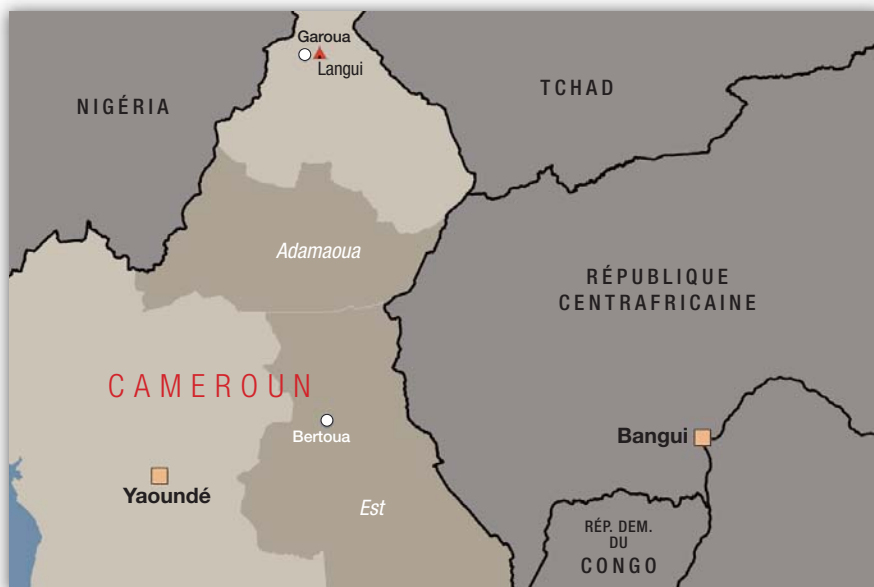 Garoua
Langui
NIGÉRIA
TCHAD
Adamaoua
RÉPUBLIQUE
CENTRAFRICAINE
CAMEROUN
Bertoua
Bangui
Yaoundé
Est
RÉP. DEM.
DU
CONGO